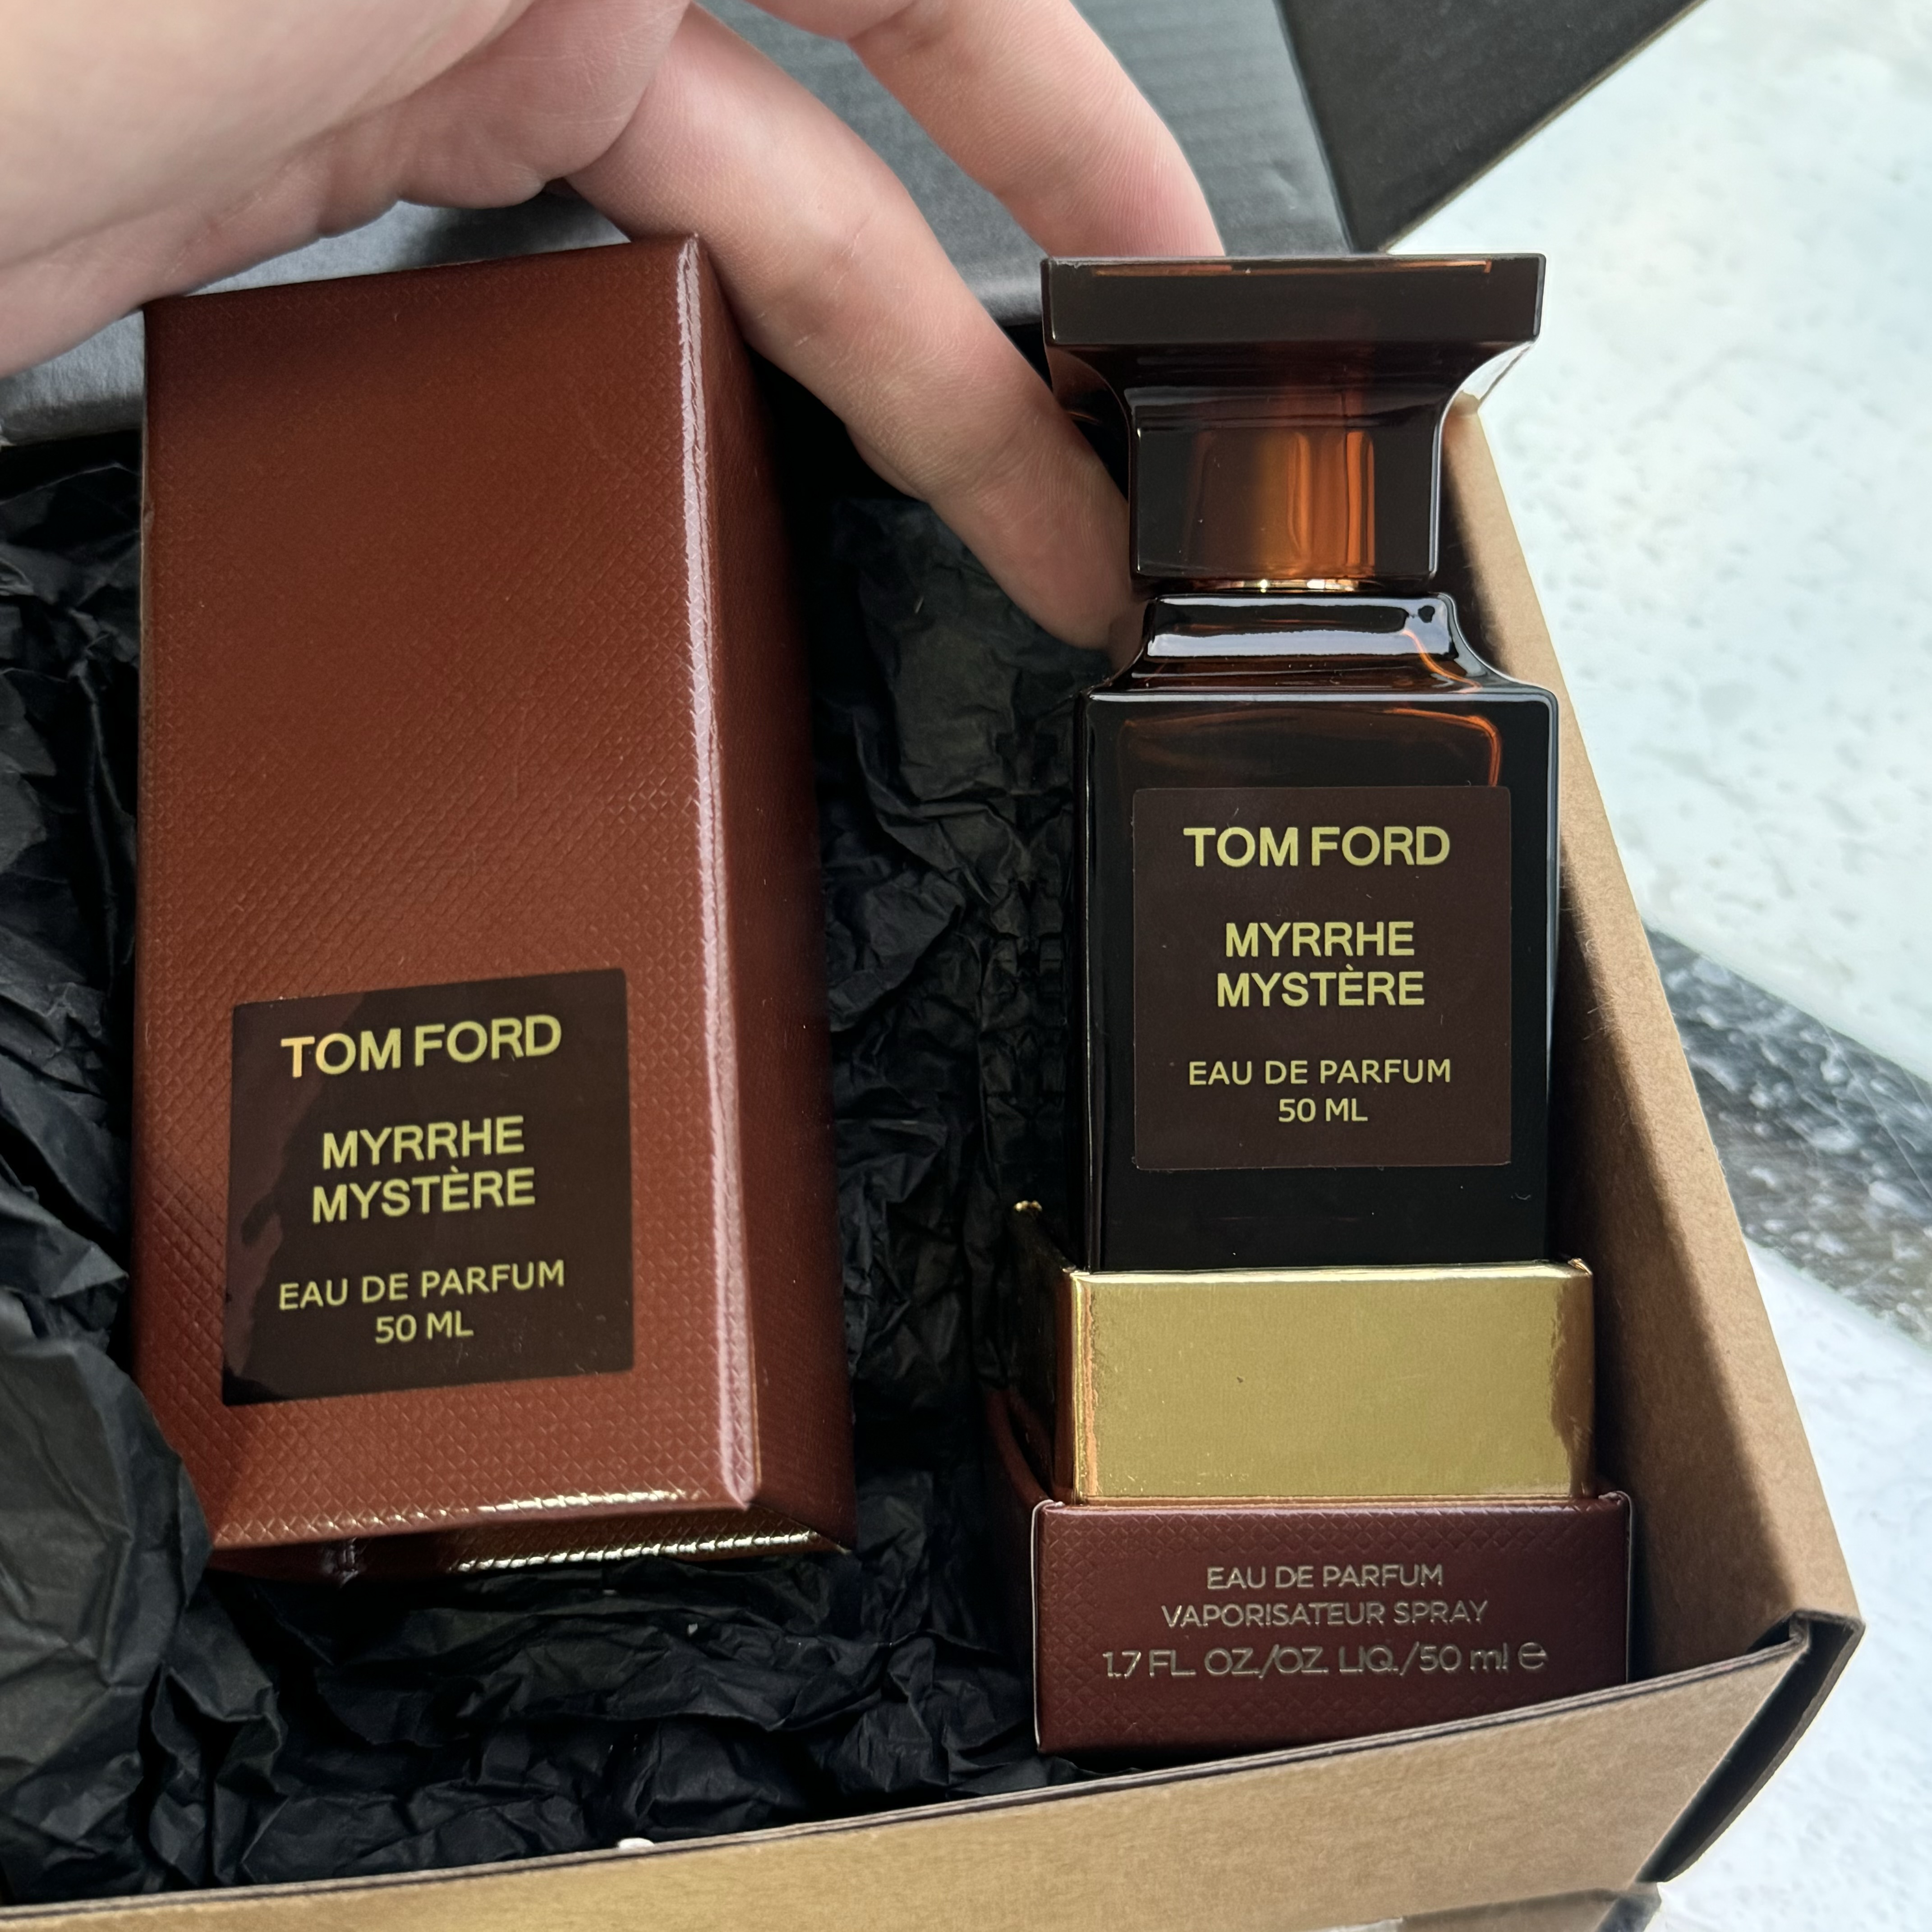 TOM FORD
MYRRHE
MYSTÈRE
EAU DE PARFUM
50 ML
TOM FORD
MYRRHE
MYSTÈRE
EAU DE PARFUM
50 ML
EAU DE PARFUM
VAPORISATEUR SPRAY
1.7 FL. OZ./OZ. LIQ./50 ml ℮